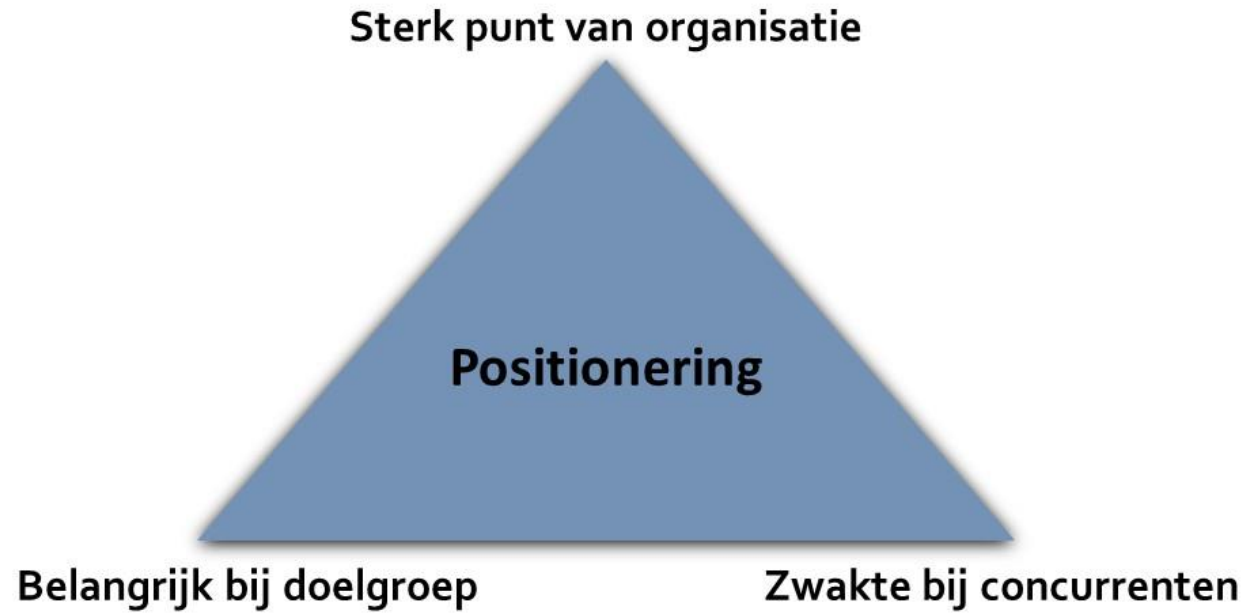 Sterk punt van organisatie
Positionering
Belangrijk bij doelgroep
Zwakte bij concurrenten